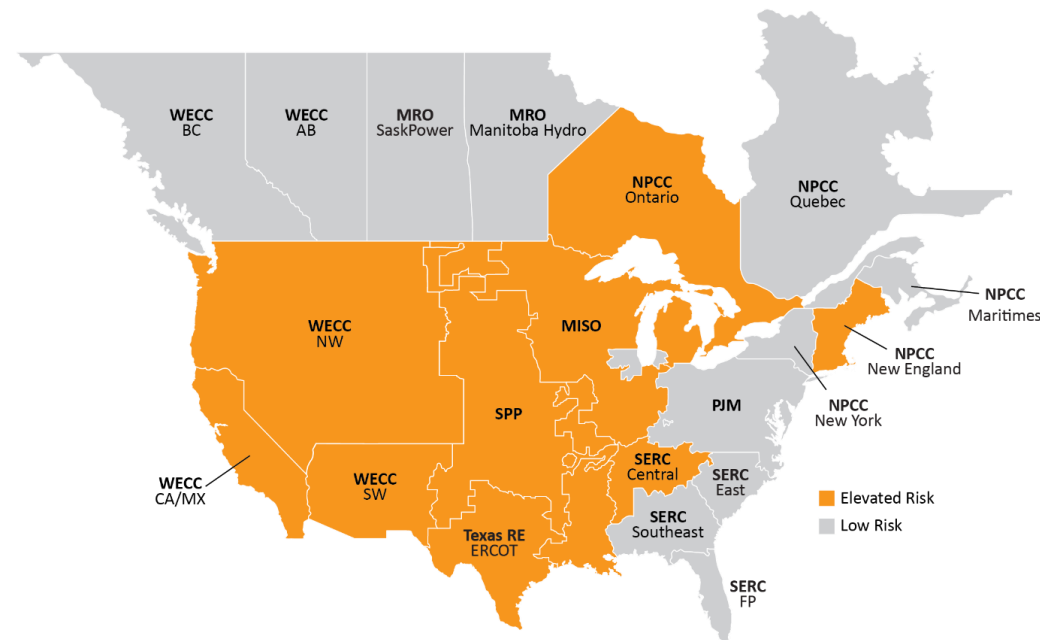 WECC
BC
WECC
AB
MRO
SaskPower
MRO
Manitoba Hydro
NPCC
Ontario
NPCC
Quebec
NPCC
Maritimes
WECC
NW
MISO
NPCC
New England
SPP
PJM
NPCC
New York
WECC
CA/MX
WECC
SW
SERC
Central
SERC
East
SERC
Southeast
Texas RE
ERCOT
SERC
FP
Elevated Risk
Low Risk